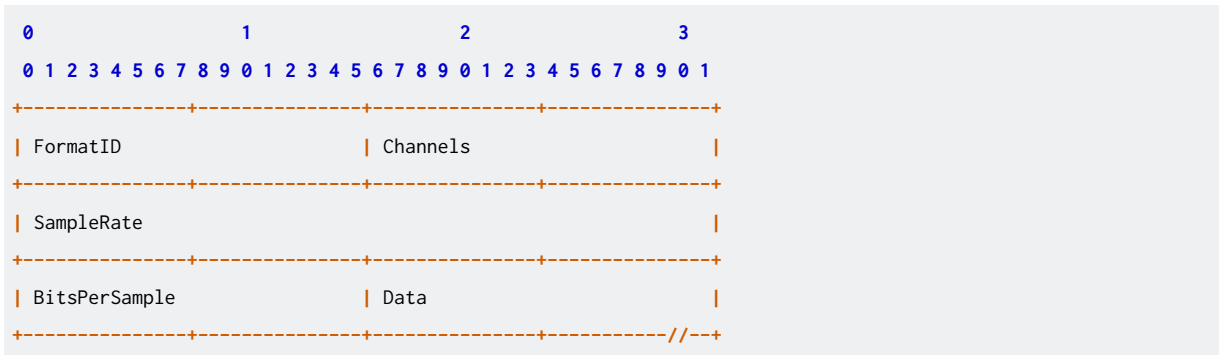 0                   1                   2                   3
0 1 2 3 4 5 6 7 8 9 0 1 2 3 4 5 6 7 8 9 0 1 2 3 4 5 6 7 8 9 0 1
+---------------+---------------+---------------+---------------+
| FormatID                      | Channels                      |
+---------------+---------------+---------------+---------------+
| SampleRate                                                    |
+---------------+---------------+---------------+---------------+
| BitsPerSample                 | Data                          |
+---------------+---------------+---------------+-----------//--+